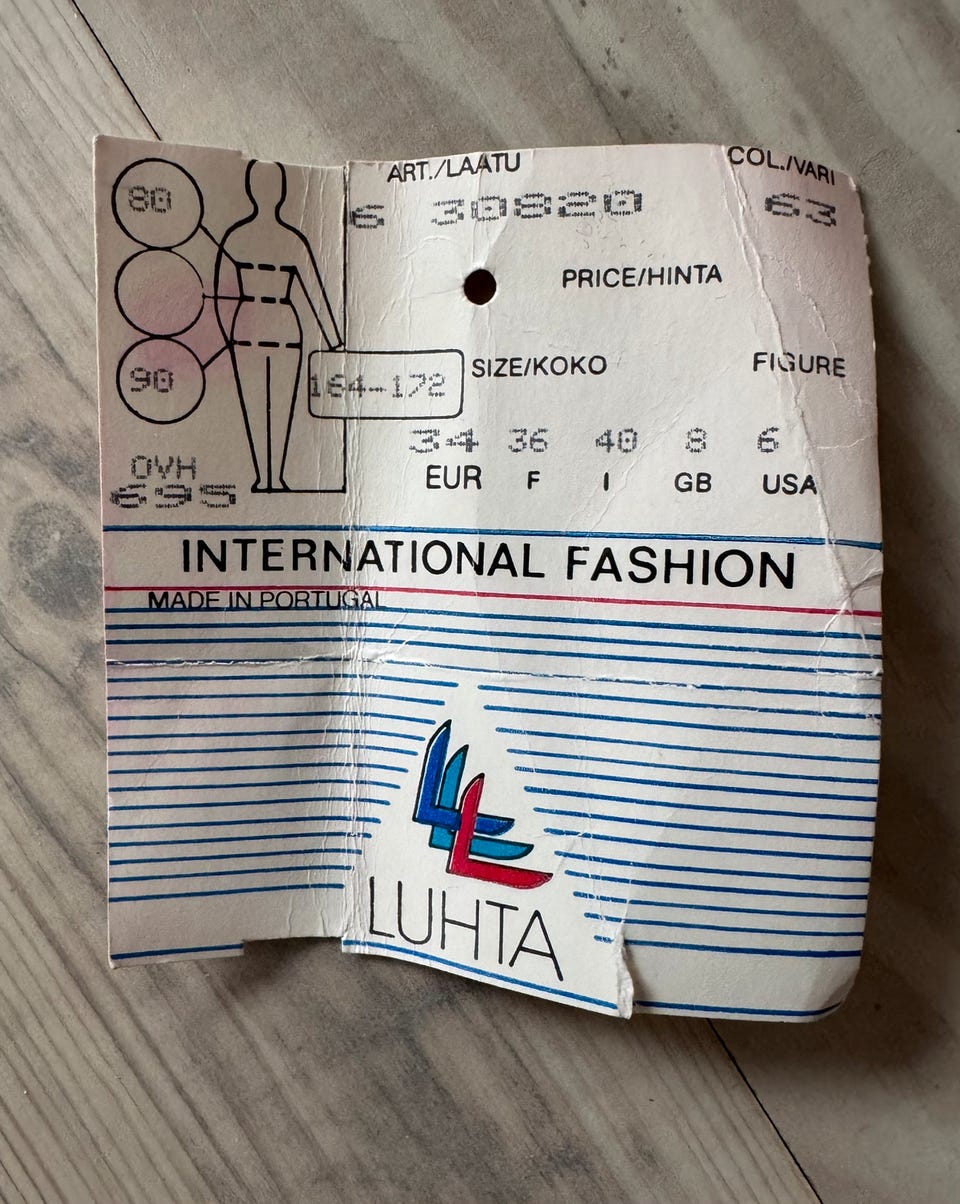 ART./LAATU COL./VARI
80 6 30820 63
PRICE/HINTA
SIZE/KOKO FIGURE
90 164-172
34 36 40 8 6
OVH EUR F I GB USA
695
INTERNATIONAL FASHION
MADE IN PORTUGAL
LUHTA